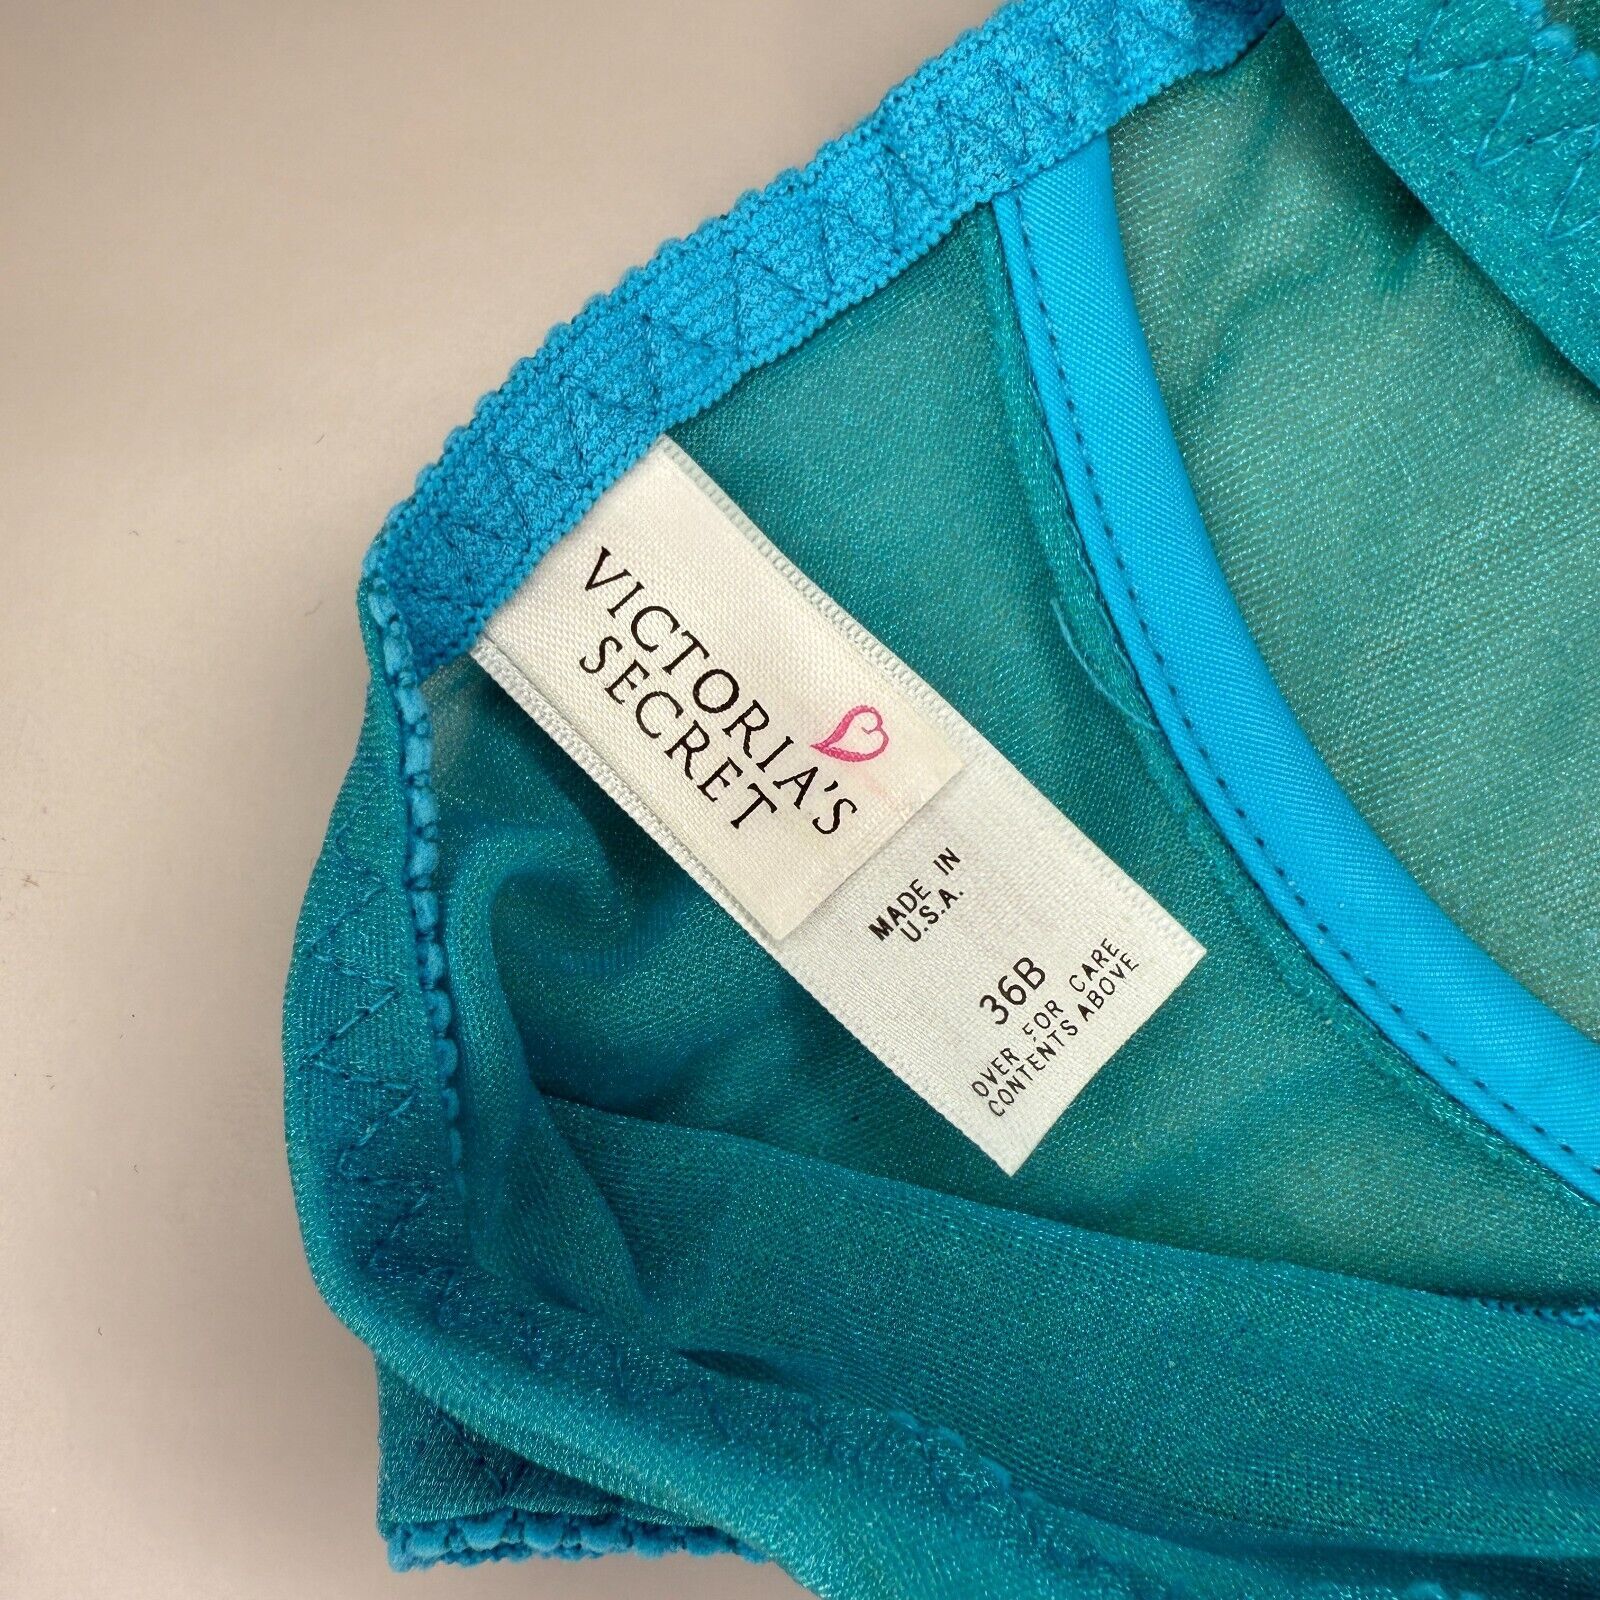 VICTORIA'S
SECRET
MADE IN
U.S.A.
36B
OVER FOR CARE
CONTENTS ABOVE